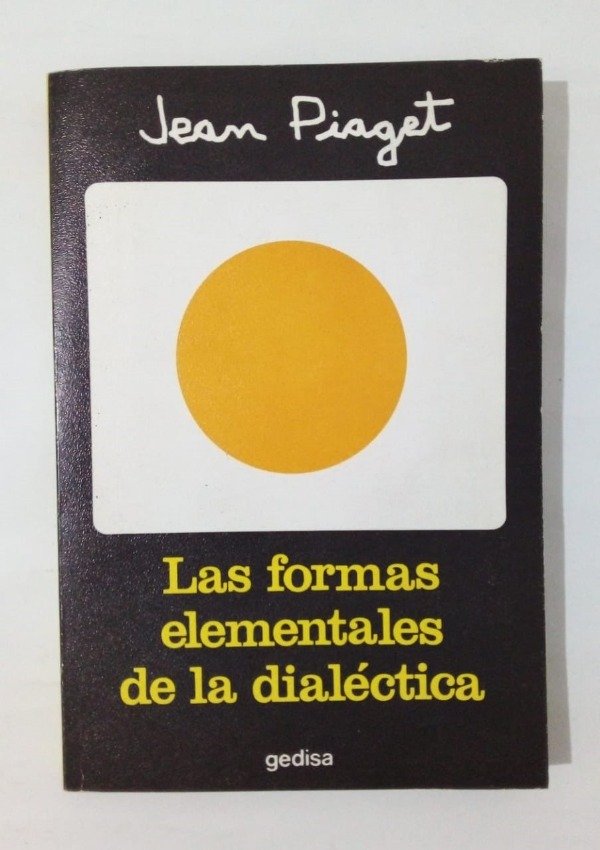 Jean Piaget
Las formas
elementales
de la dialéctica
gedisa